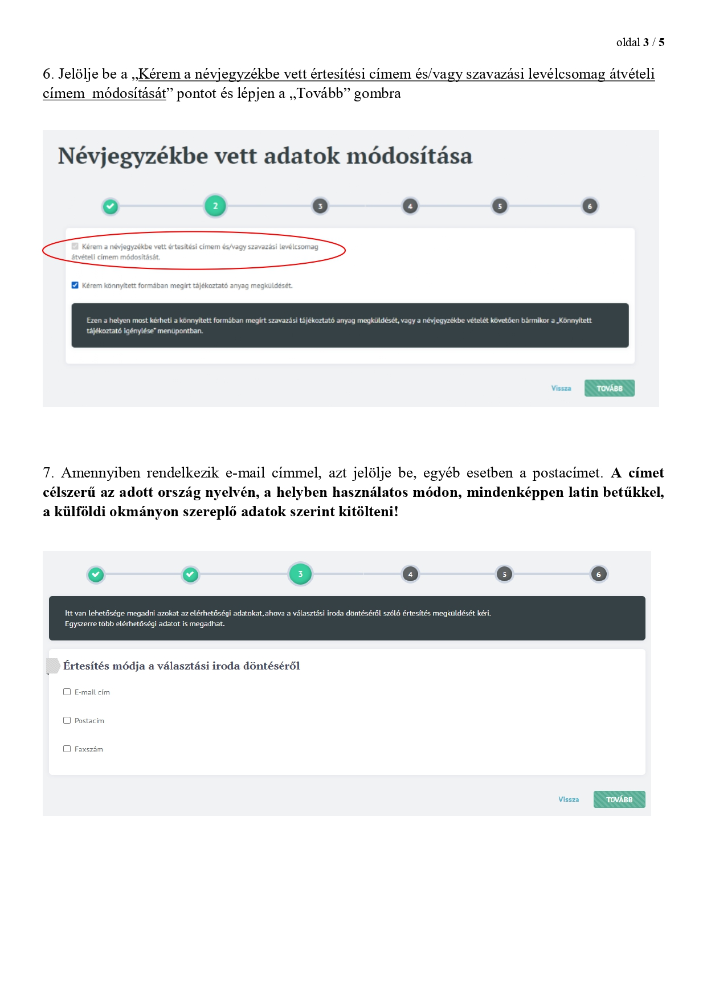 oldal 3 / 5
6. Jelölje be a „Kérem a névjegyzékbe vett értesítési címem és/vagy szavazási levélcsomag átvételi
címem módosítását” pontot és lépjen a „Tovább” gombra
Névjegyzékbe vett adatok módosítása
2 3 4 5 6
Kérem a névjegyzékbe vett értesítési címem és/vagy szavazási levélcsomag
átvételi címem módosítását.
Kérem könnyített formában megírt tájékoztató anyag megküldését.
Ezen a helyen most kérheti a könnyített formában megírt szavazási tájékoztató anyag megküldését, vagy a névjegyzékbe vételét követően bármikor a „Könnyített
tájékoztató igénylése” menüpontban.
Vissza TOVÁBB
7. Amennyiben rendelkezik e-mail címmel, azt jelölje be, egyéb esetben a postacímet. A címet
célszerű az adott ország nyelvén, a helyben használatos módon, mindenképpen latin betűkkel,
a külföldi okmányon szereplő adatok szerint kitölteni!
3 4 5 6
Itt van lehetősége megadni azokat az elérhetőségi adatokat, ahova a választási iroda döntéséről szóló értesítés megküldését kéri.
Egyszerre több elérhetőségi adatot is megadhat.
Értesítés módja a választási iroda döntéséről
E-mail cím
Postacím
Faxszám
Vissza TOVÁBB